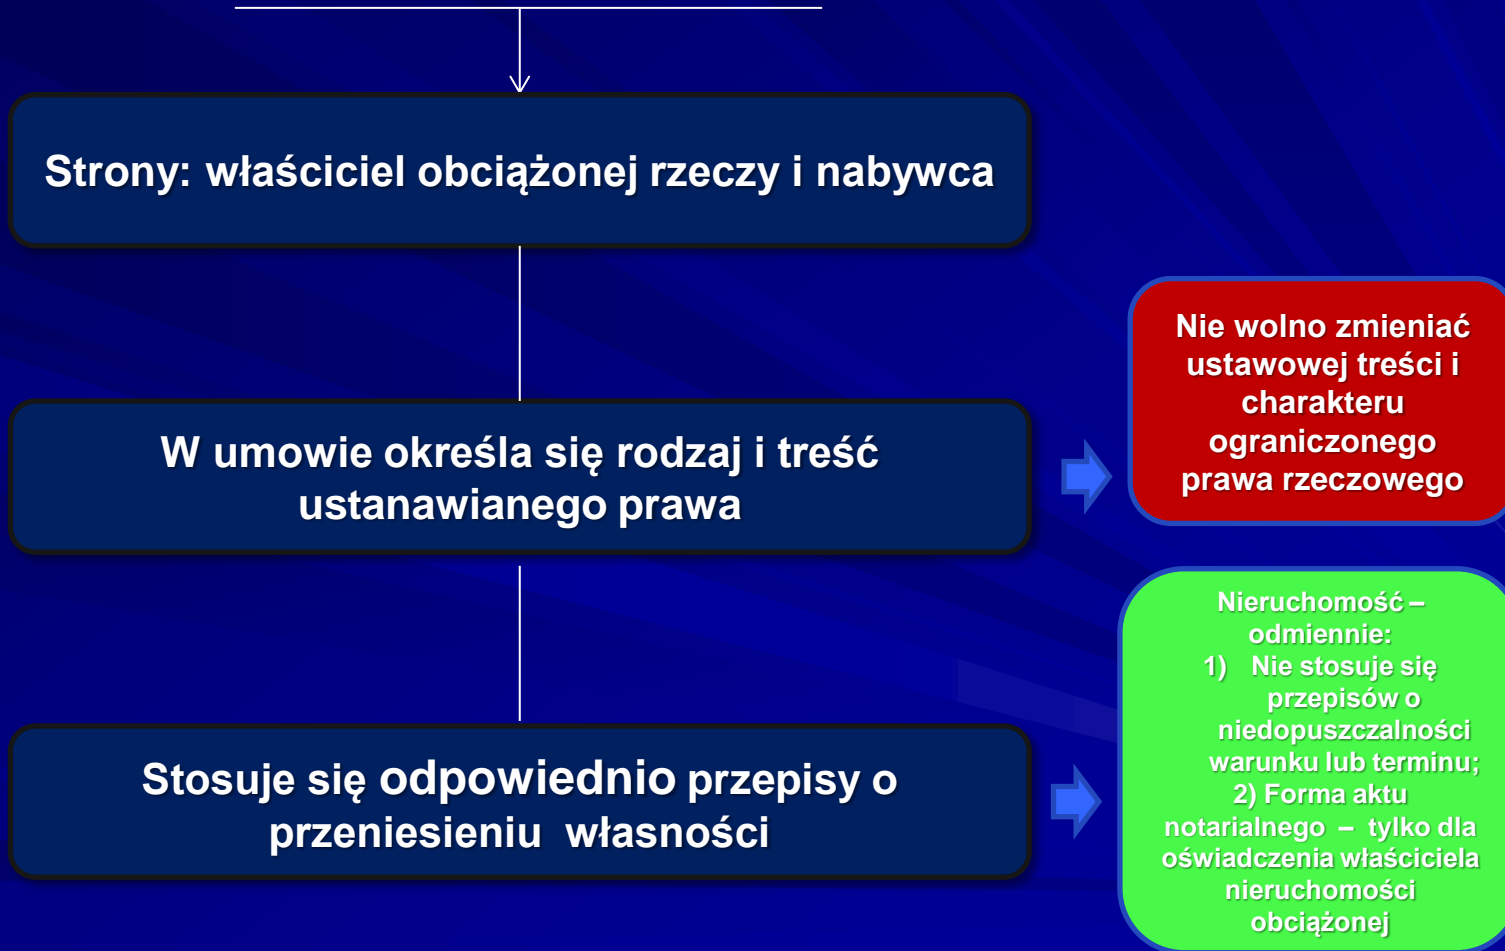 Strony: właściciel obciążonej rzeczy i nabywca
Nie wolno zmieniać
ustawowej treści i
charakteru
ograniczonego
prawa rzeczowego
W umowie określa się rodzaj i treść
ustanawianego prawa
Nieruchomość –
odmiennie:
1) Nie stosuje się
przepisów o
niedopuszczalności
warunku lub terminu;
2) Forma aktu
notarialnego – tylko dla
oświadczenia właściciela
nieruchomości
obciążonej
Stosuje się odpowiednio przepisy o
przeniesieniu własności